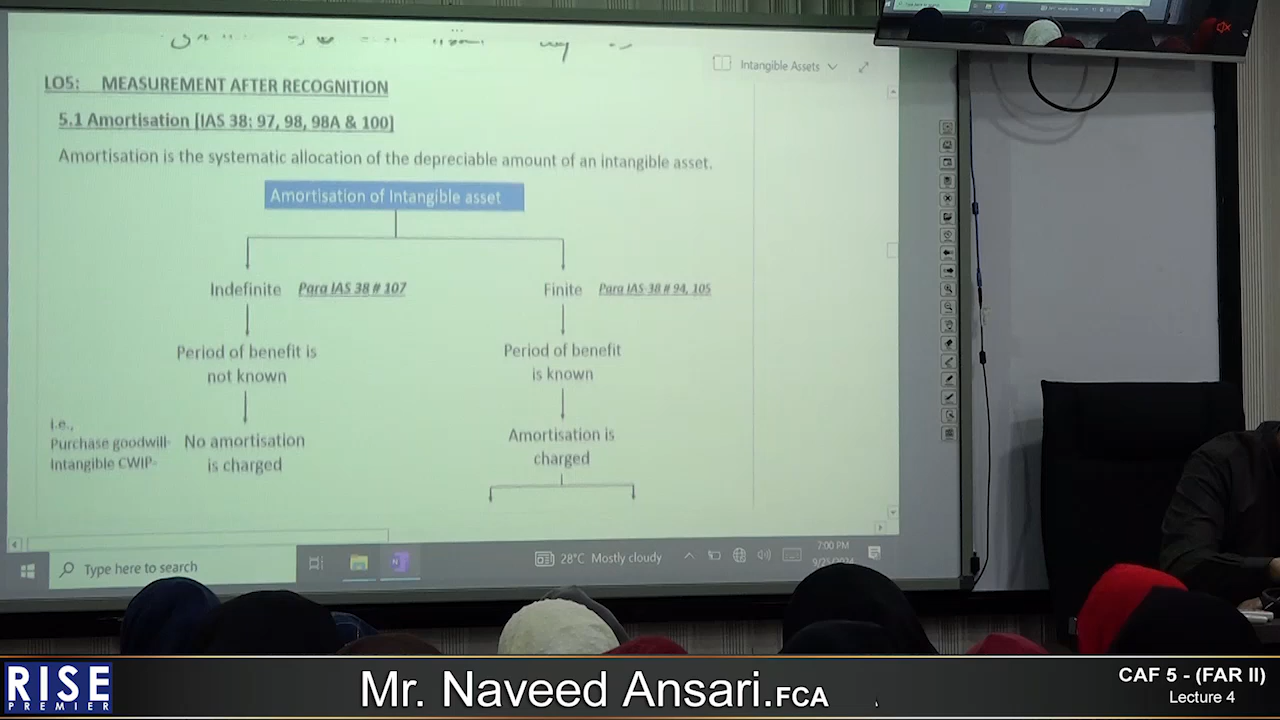 Intangible Assets
LO5: MEASUREMENT AFTER RECOGNITION
5.1 Amortisation [IAS 38: 97, 98, 98A & 100]
Amortisation is the systematic allocation of the depreciable amount of an intangible asset.
Amortisation of Intangible asset
Indefinite Para IAS 38 # 107
Finite Para IAS 38 # 94, 105
Period of benefit is
not known
Period of benefit
is known
i.e.,
Purchase goodwill-
Intangible CWIP-
No amortisation
is charged
Amortisation is
charged
Type here to search
28°C Mostly cloudy
7:00 PM
RISE
PREMIER
Mr. Naveed Ansari.FCA
CAF 5 - (FAR II)
Lecture 4